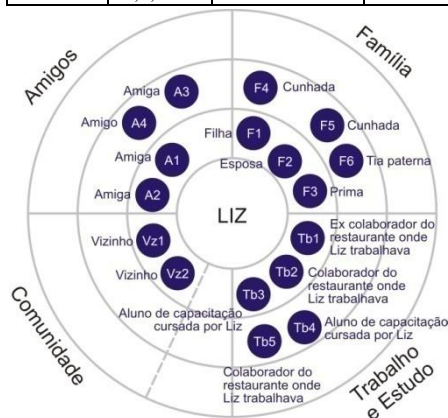 Amigos
Família
Amiga A3
Amigo A4
Amiga A1
Amiga A2
F4 Cunhada
Filha F1
F5 Cunhada
Esposa F2
F6 Tia paterna
F3 Prima
LIZ
Vizinho Vz1
Vizinho Vz2
Tb1 Ex colaborador do
restaurante onde
Liz trabalhava
Tb2 Colaborador do
restaurante onde
Liz trabalhava
Tb3 Aluno de capacitação
cursada por Liz
Tb4 Aluno de capacitação
cursada por Liz
Tb5
Colaborador do
restaurante onde
Liz trabalhava
Comunidade
Trabalho
e Estudo